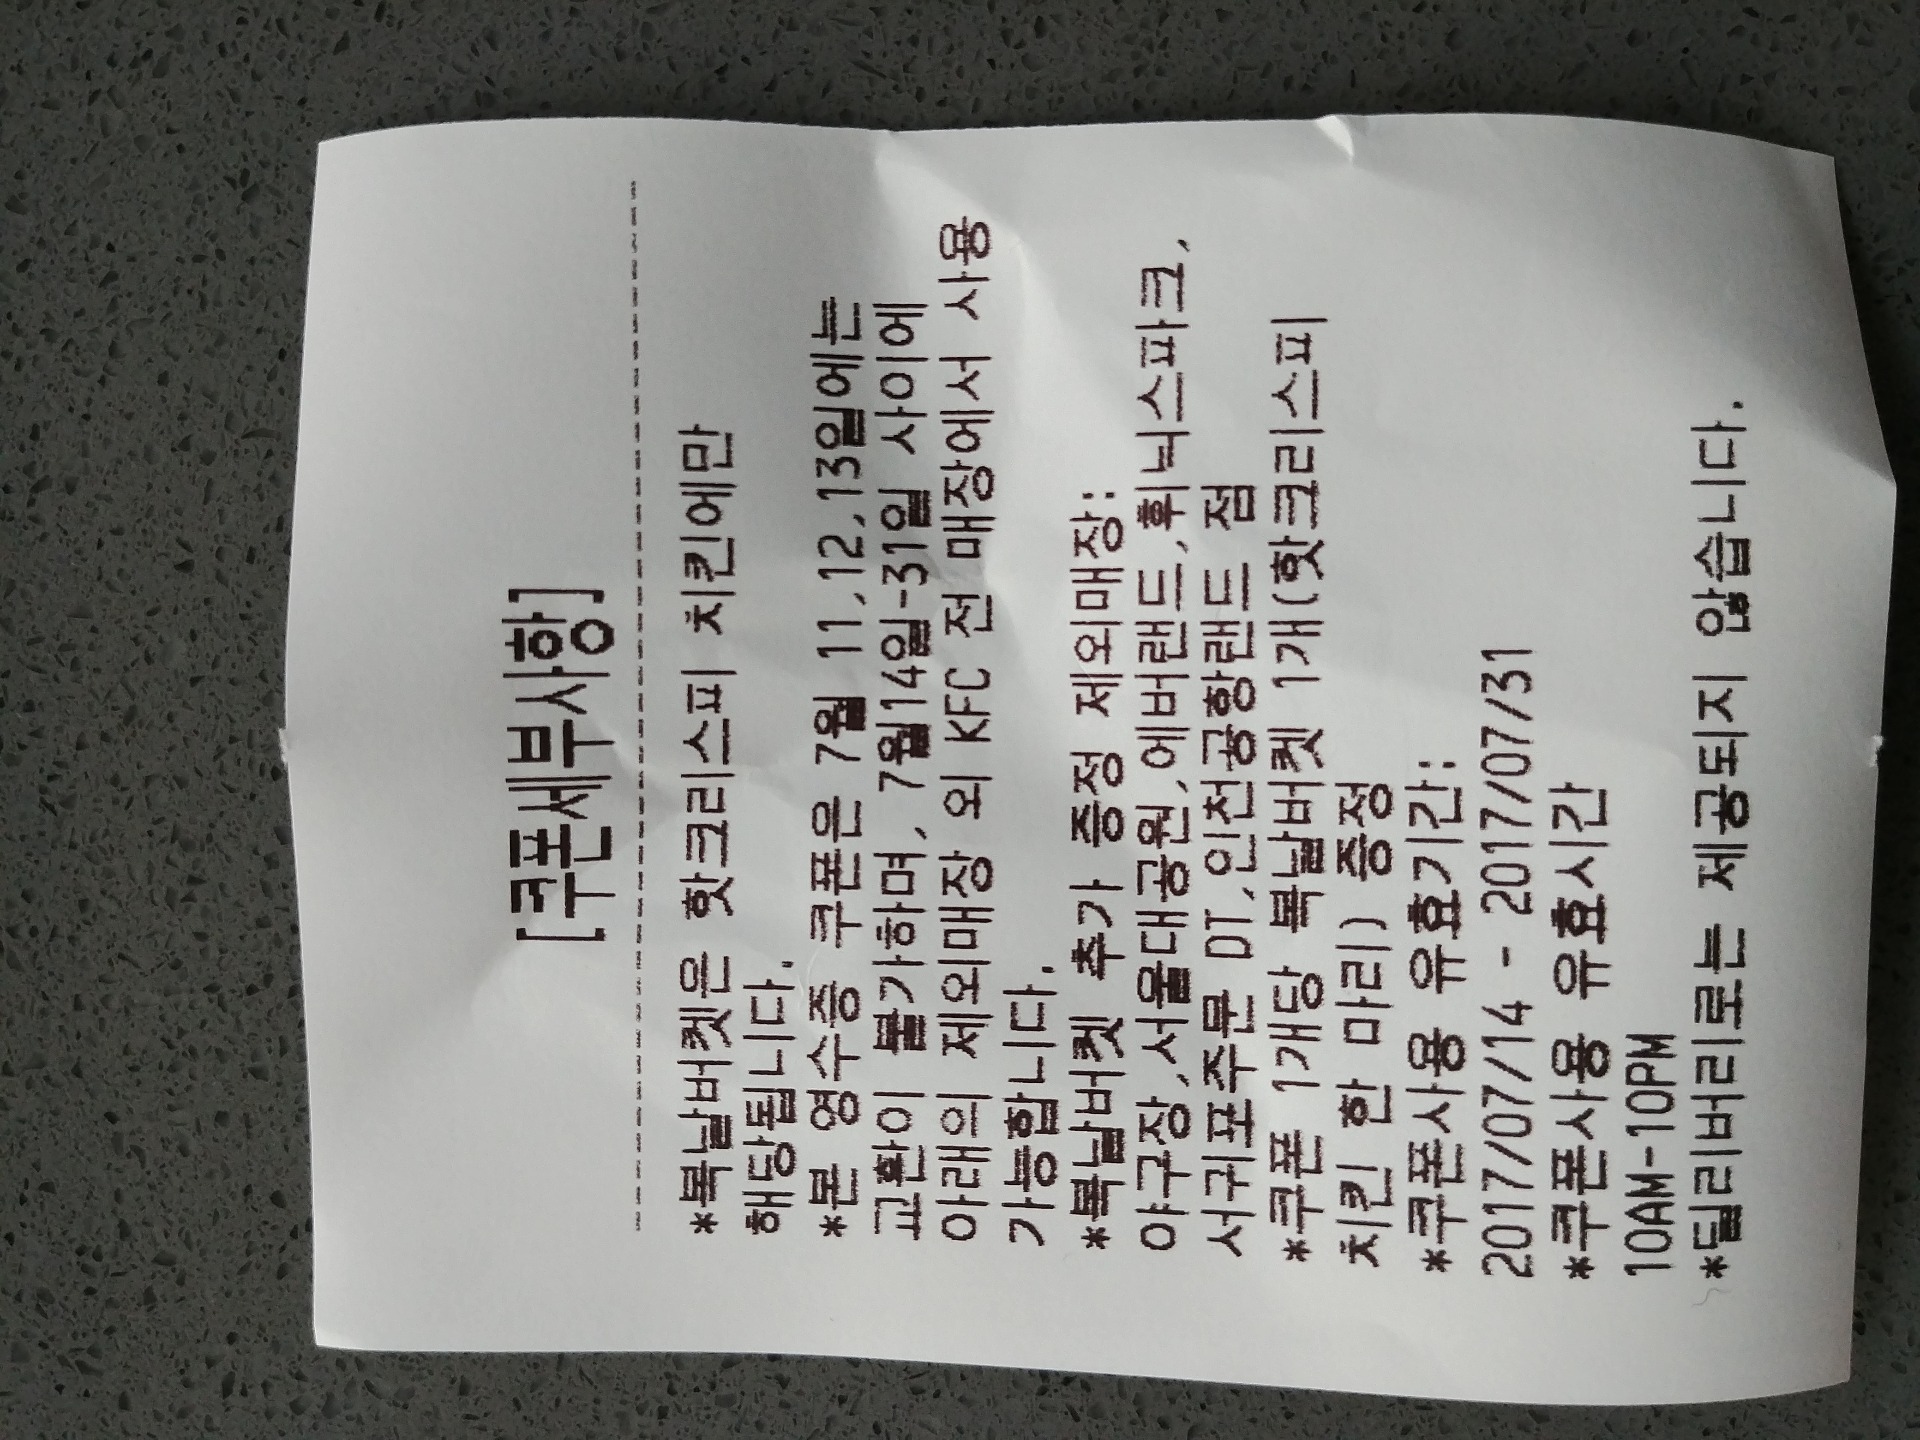 [쿠폰세부사항]
*복날버켓은 핫크리스피 치킨에만
해당됩니다.
*본 영수증 쿠폰은 7월 11,12,13일에는
교환이 불가하며, 7월14일-31일 사이에
아래의 제외매장 외 KFC 전 매장에서 사용
가능합니다.
*복날버켓 추가 증정 제외매장:
야구장,서울대공원,에버랜드,휘닉스파크,
서귀포주문 DT,인천공항랜드 점
*쿠폰 1개당 복날버켓 1개(핫크리스피
치킨 한 마리) 증정
*쿠폰사용 유효기간:
2017/07/14 - 2017/07/31
*쿠폰사용 유효시간
10AM-10PM
*딜리버리로는 제공되지 않습니다.